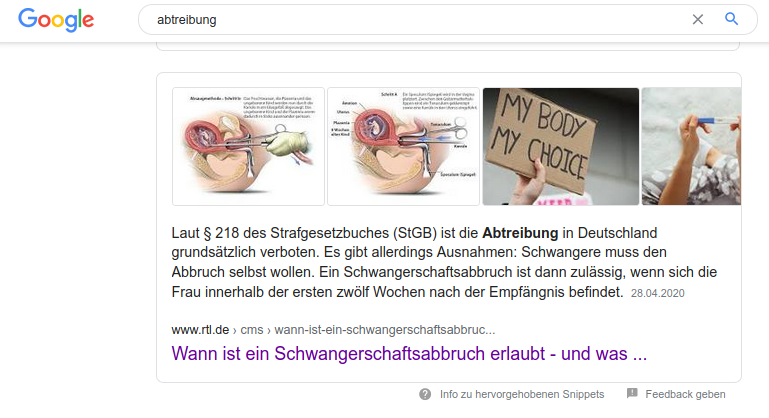 Google
abtreibung
Absaugmethode - Schritt B
Schritt A
Amnion
Uterus
Plazenta
8 Wochen
altes Kind
Tenaculum
Kanüle
Speculum (Spiegel)
MY BODY
MY CHOICE
Laut § 218 des Strafgesetzbuches (StGB) ist die Abtreibung in Deutschland
grundsätzlich verboten. Es gibt allerdings Ausnahmen: Schwangere muss den
Abbruch selbst wollen. Ein Schwangerschaftsabbruch ist dann zulässig, wenn sich die
Frau innerhalb der ersten zwölf Wochen nach der Empfängnis befindet. 28.04.2020
www.rtl.de › cms › wann-ist-ein-schwangerschaftsabbruc...
Wann ist ein Schwangerschaftsabbruch erlaubt - und was ...
Info zu hervorgehobenen Snippets
Feedback geben